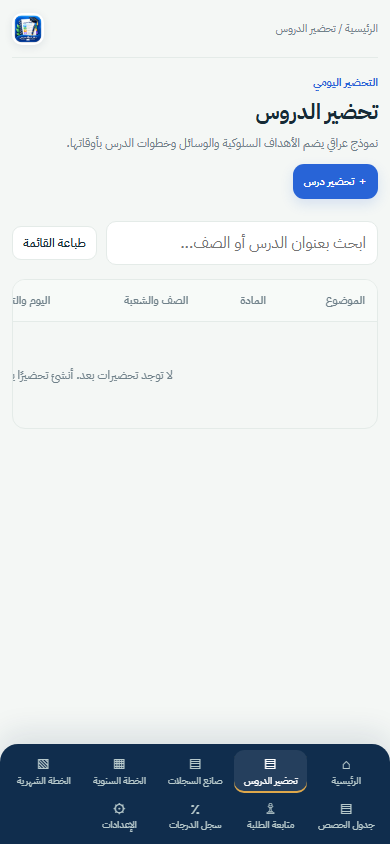 الرئيسية / تحضير الدروس
التحضير اليومي
تحضير الدروس
نموذج عراقي يضم الأهداف السلوكية والوسائل وخطوات الدرس بأوقاتها.
+ تحضير درس
ابحث بعنوان الدرس أو الصف...
طباعة القائمة
الموضوع
المادة
الصف والشعبة
اليوم
لا توجد تحضيرات بعد. أنشئ تحضيرًا
الرئيسية
تحضير الدروس
صانع السجلات
الخطة السنوية
الخطة الشهرية
جدول الحصص
متابعة الطلبة
سجل الدرجات
الإعدادات